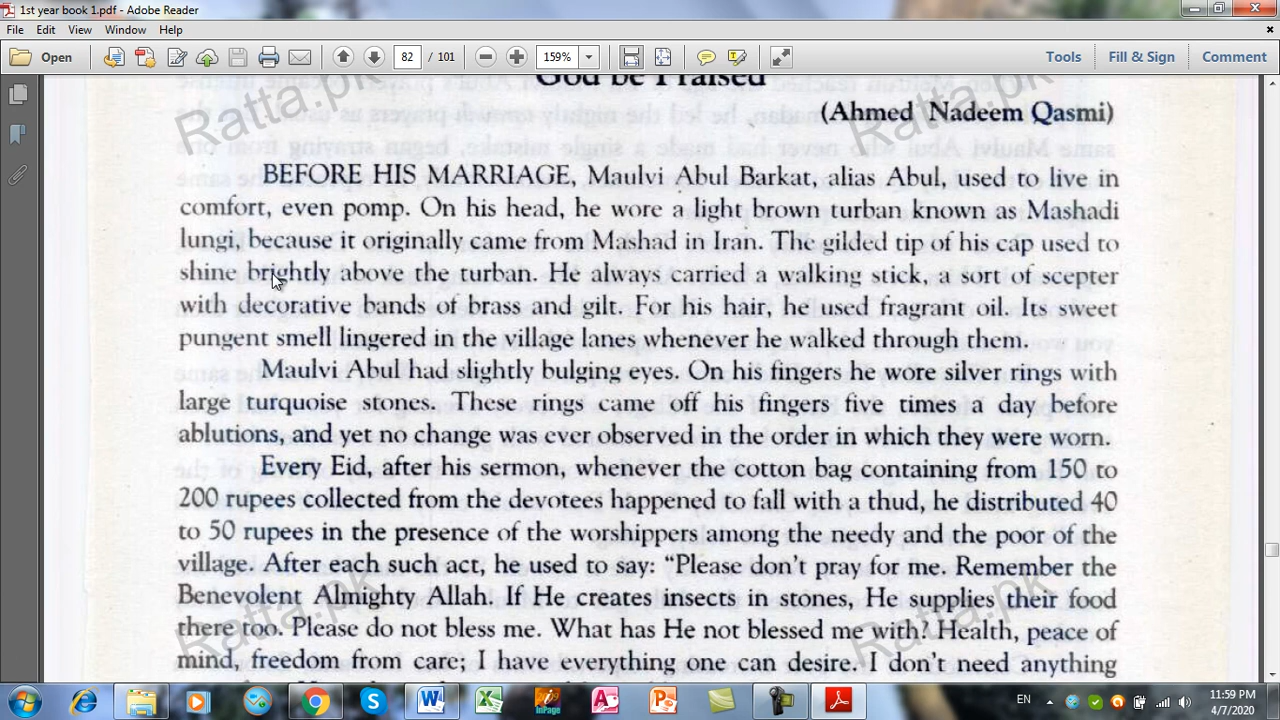 1st year book 1.pdf - Adobe Reader
File Edit View Window Help
Open 82 / 101 159% Tools Fill & Sign Comment
God be Praised
(Ahmed Nadeem Qasmi)
BEFORE HIS MARRIAGE, Maulvi Abul Barkat, alias Abul, used to live in
comfort, even pomp. On his head, he wore a light brown turban known as Mashadi
lungi, because it originally came from Mashad in Iran. The gilded tip of his cap used to
shine brightly above the turban. He always carried a walking stick, a sort of scepter
with decorative bands of brass and gilt. For his hair, he used fragrant oil. Its sweet
pungent smell lingered in the village lanes whenever he walked through them.
Maulvi Abul had slightly bulging eyes. On his fingers he wore silver rings with
large turquoise stones. These rings came off his fingers five times a day before
ablutions, and yet no change was ever observed in the order in which they were worn.
Every Eid, after his sermon, whenever the cotton bag containing from 150 to
200 rupees collected from the devotees happened to fall with a thud, he distributed 40
to 50 rupees in the presence of the worshippers among the needy and the poor of the
village. After each such act, he used to say: “Please don't pray for me. Remember the
Benevolent Almighty Allah. If He creates insects in stones, He supplies their food
there too. Please do not bless me. What has He not blessed me with? Health, peace of
mind, freedom from care; I have everything one can desire. I don't need anything
Ratta.pk
Ratta.pk
Ratta.pk
Ratta.pk
EN 11:59 PM
4/7/2020